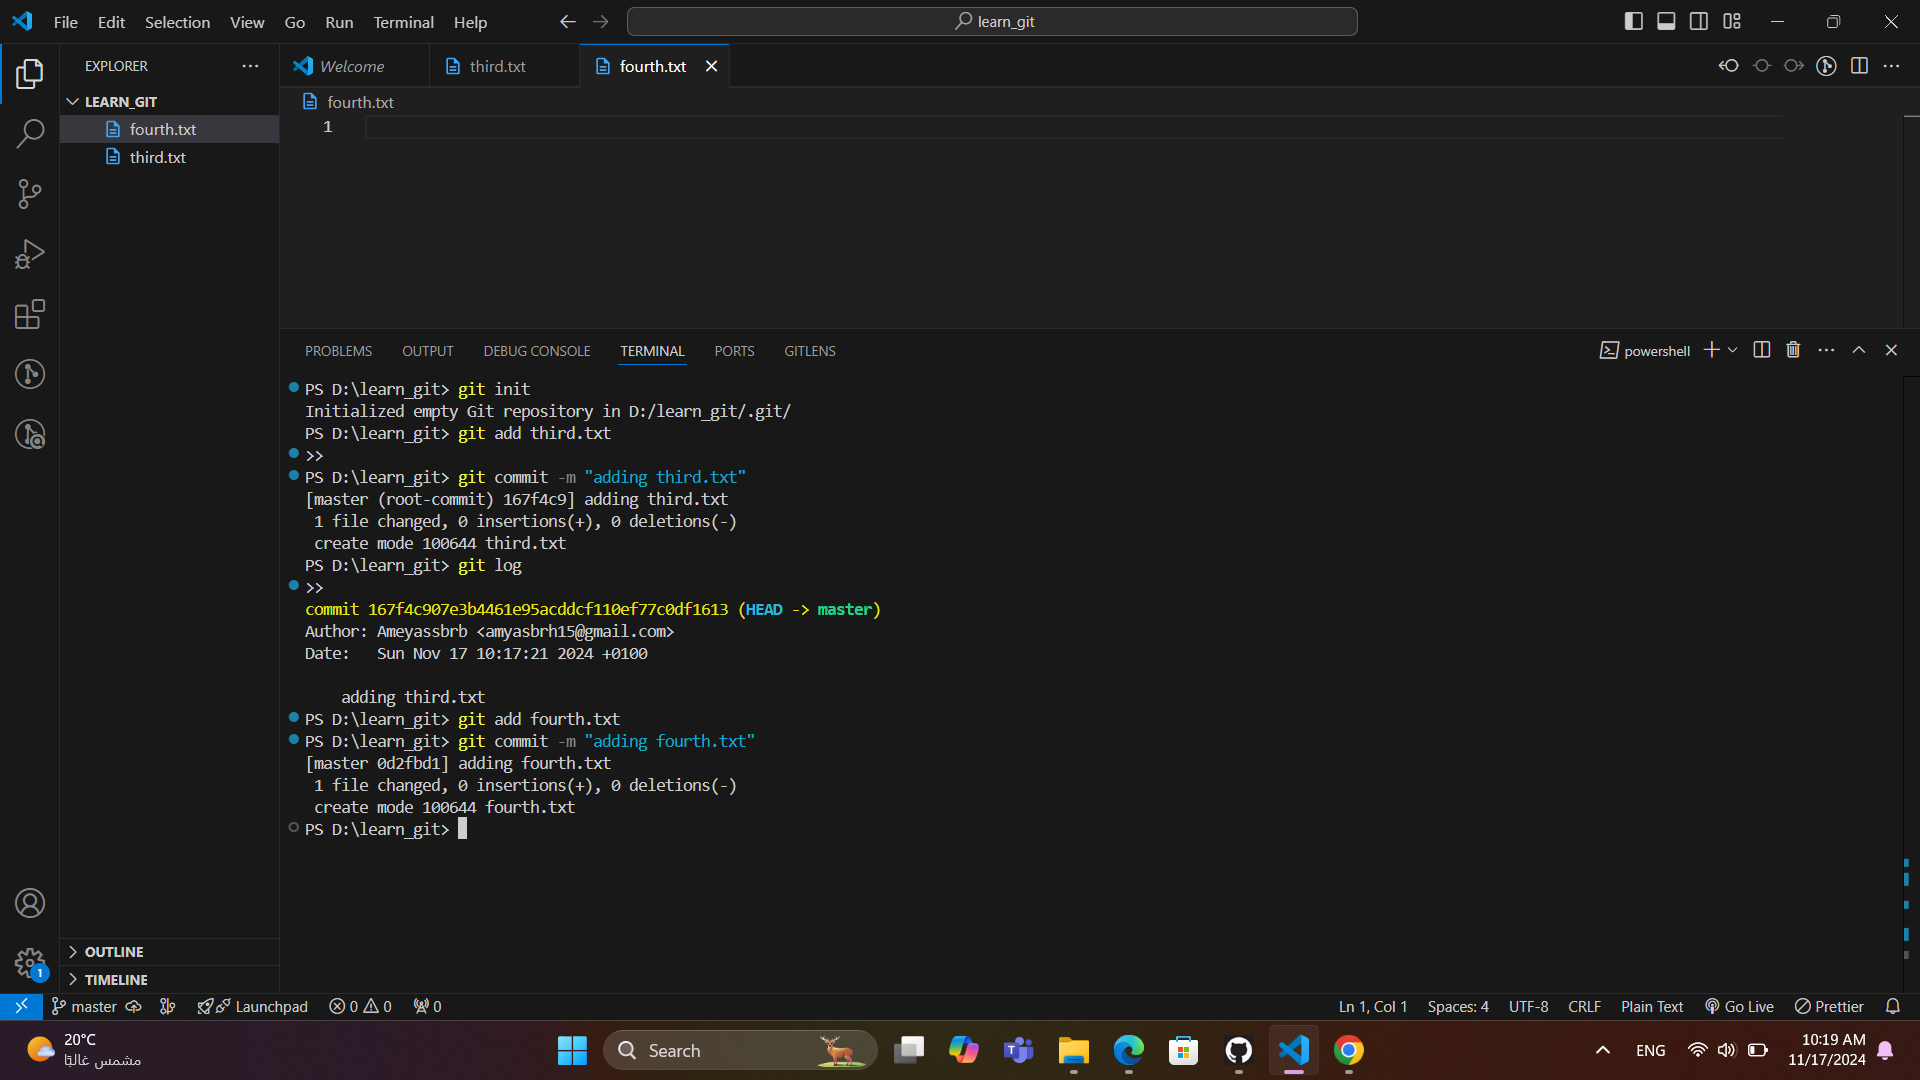 File Edit Selection View Go Run Terminal Help
learn_git
EXPLORER
LEARN_GIT
fourth.txt
third.txt
Welcome
third.txt
fourth.txt
fourth.txt
1
PROBLEMS OUTPUT DEBUG CONSOLE TERMINAL PORTS GITLENS
powershell
PS D:\learn_git> git init
Initialized empty Git repository in D:/learn_git/.git/
PS D:\learn_git> git add third.txt
>>
PS D:\learn_git> git commit -m "adding third.txt"
[master (root-commit) 167f4c9] adding third.txt
1 file changed, 0 insertions(+), 0 deletions(-)
create mode 100644 third.txt
PS D:\learn_git> git log
>>
commit 167f4c907e3b4461e95acddcf110ef77c0df1613 (HEAD -> master)
Author: Ameyassbrb <amyasbrh15@gmail.com>
Date:   Sun Nov 17 10:17:21 2024 +0100
adding third.txt
PS D:\learn_git> git add fourth.txt
PS D:\learn_git> git commit -m "adding fourth.txt"
[master 0d2fbd1] adding fourth.txt
1 file changed, 0 insertions(+), 0 deletions(-)
create mode 100644 fourth.txt
PS D:\learn_git>
OUTLINE
TIMELINE
1
master Launchpad 0 0 0
Ln 1, Col 1 Spaces: 4 UTF-8 CRLF Plain Text Go Live Prettier
20°C
مشمس غالبًا
Search
ENG
10:19 AM
11/17/2024